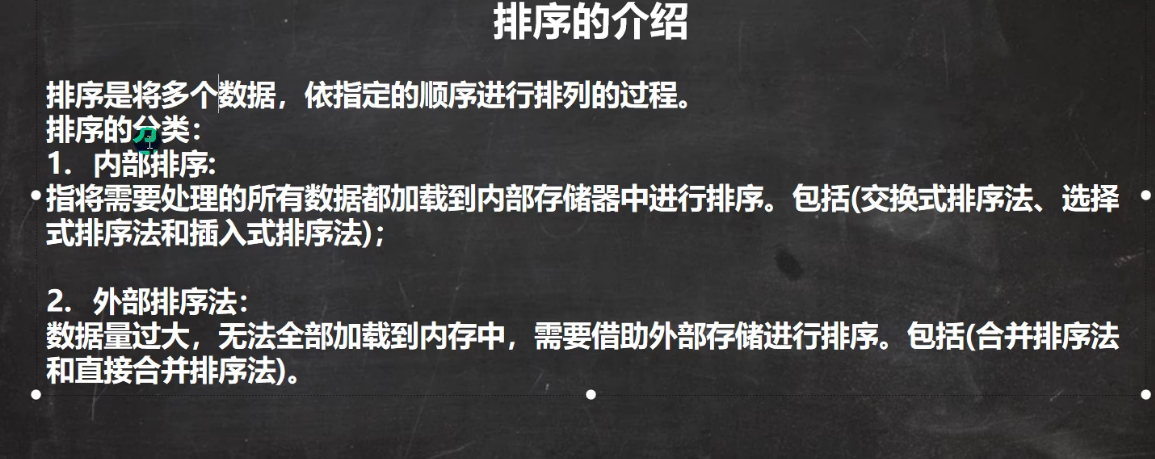 排序的介绍
排序是将多个数据，依指定的顺序进行排列的过程。
排序的分类：
1. 内部排序:
指将需要处理的所有数据都加载到内部存储器中进行排序。包括(交换式排序法、选择
式排序法和插入式排序法)；
2. 外部排序法：
数据量过大，无法全部加载到内存中，需要借助外部存储进行排序。包括(合并排序法
和直接合并排序法)。